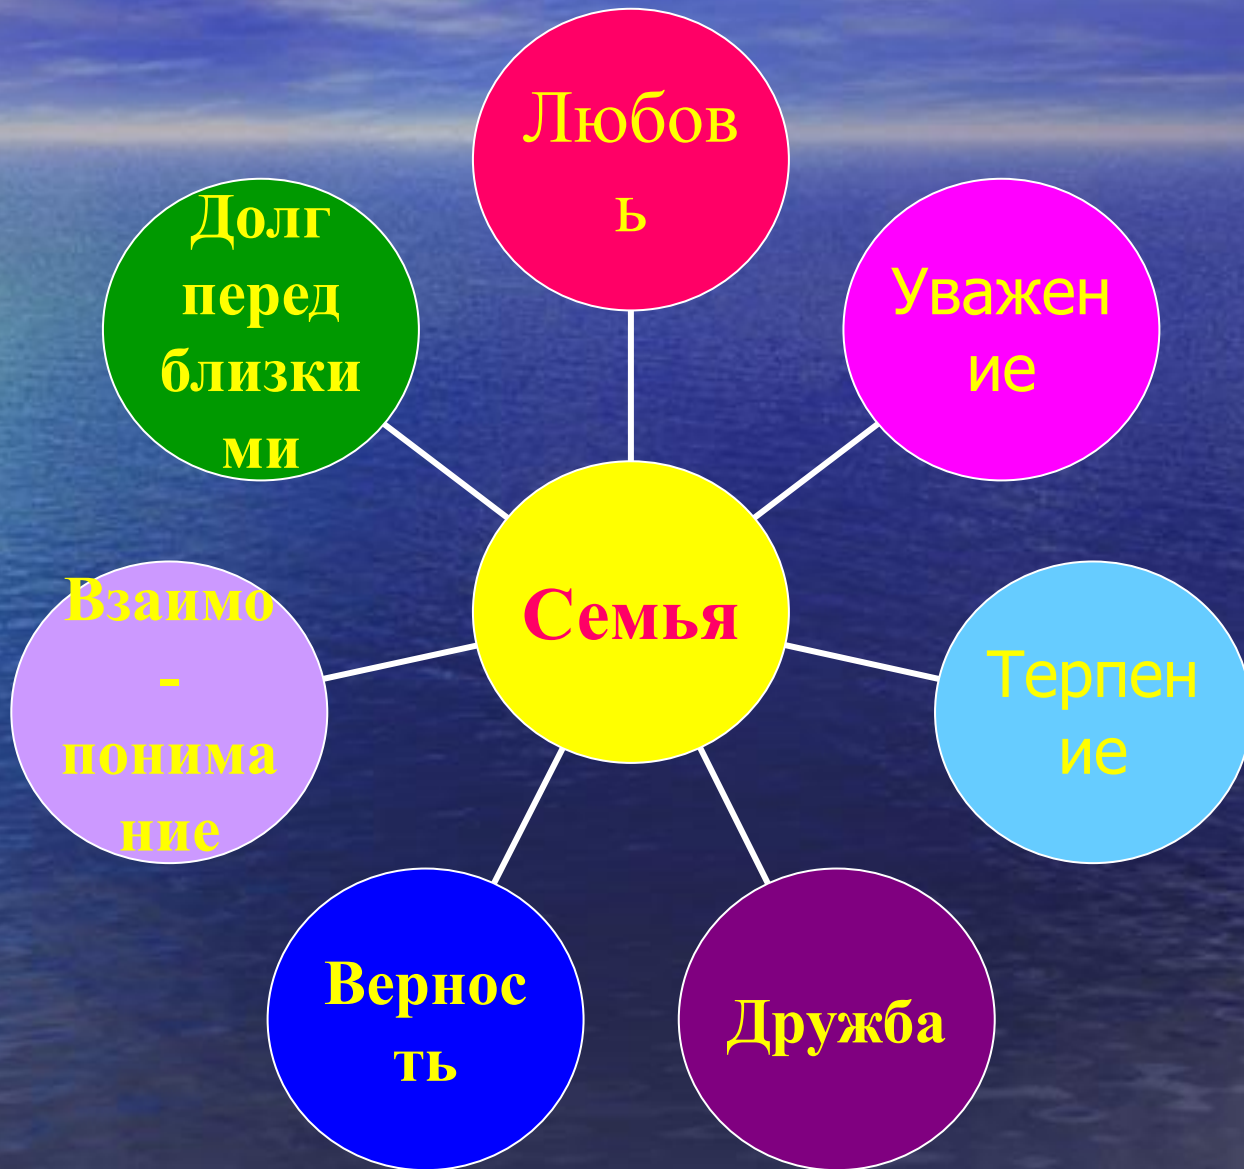 Любов
ь
Уважен
ие
Терпен
ие
Дружба
Вернос
ть
Взаимо
-
понима
ние
Долг
перед
близки
ми
Семья